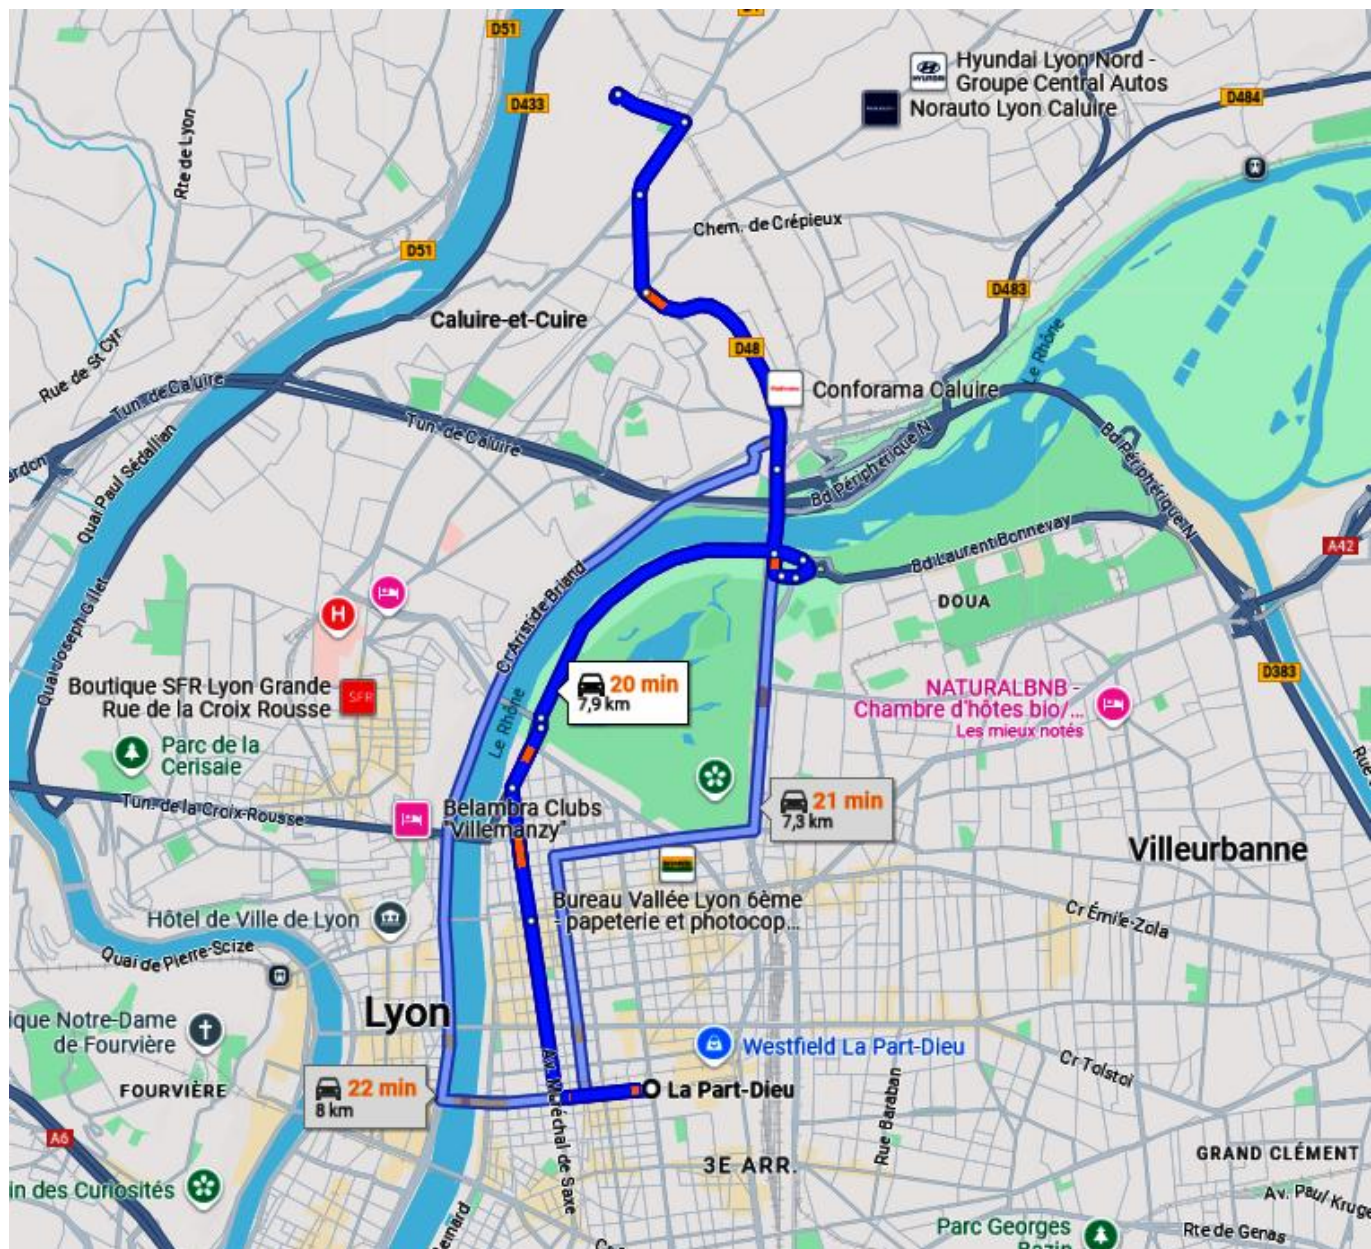 D51
D433
Hyundai Lyon Nord -
Groupe Central Autos
HYUNDAI
Norauto Lyon Caluire
D484
Rte de Lyon
Chem. de Crépieux
D51
D483
Caluire-et-Cuire
Le Rhône
D48
Rue de St Cyr
Conforama Caluire
Tun. de Caluire
Tun. de Caluire
Bd Périphérique N
Bd Périphérique N
Quai Paul Sédallian
Bd Laurent Bonnevay
A42
Cr Aristide Briand
DOUA
H
Quai Joseph Gillet
D383
20 min
7,9 km
Boutique SFR Lyon Grande
Rue de la Croix Rousse
SFR
NATURALBNB -
Chambre d'hôtes bio/...
Les mieux notés
Le Rhône
Parc de la
Cerisaie
Tun. de la Croix-Rousse
21 min
7,3 km
Belambra Clubs
"Villemanzy"
Villeurbanne
Bureau Vallée Lyon 6ème
- papeterie et photocop...
Hôtel de Ville de Lyon
Cr Émile-Zola
Quai de Pierre-Scize
Lyon
ique Notre-Dame
de Fourvière
Westfield La Part-Dieu
Cr Tolstoï
Av. Maréchal de Saxe
22 min
8 km
FOURVIÈRE
La Part-Dieu
Rue Baraban
A6
3E ARR.
GRAND CLÉMENT
in des Curiosités
Av. Paul Kruge
Parc Georges
Bazin
Rte de Genas